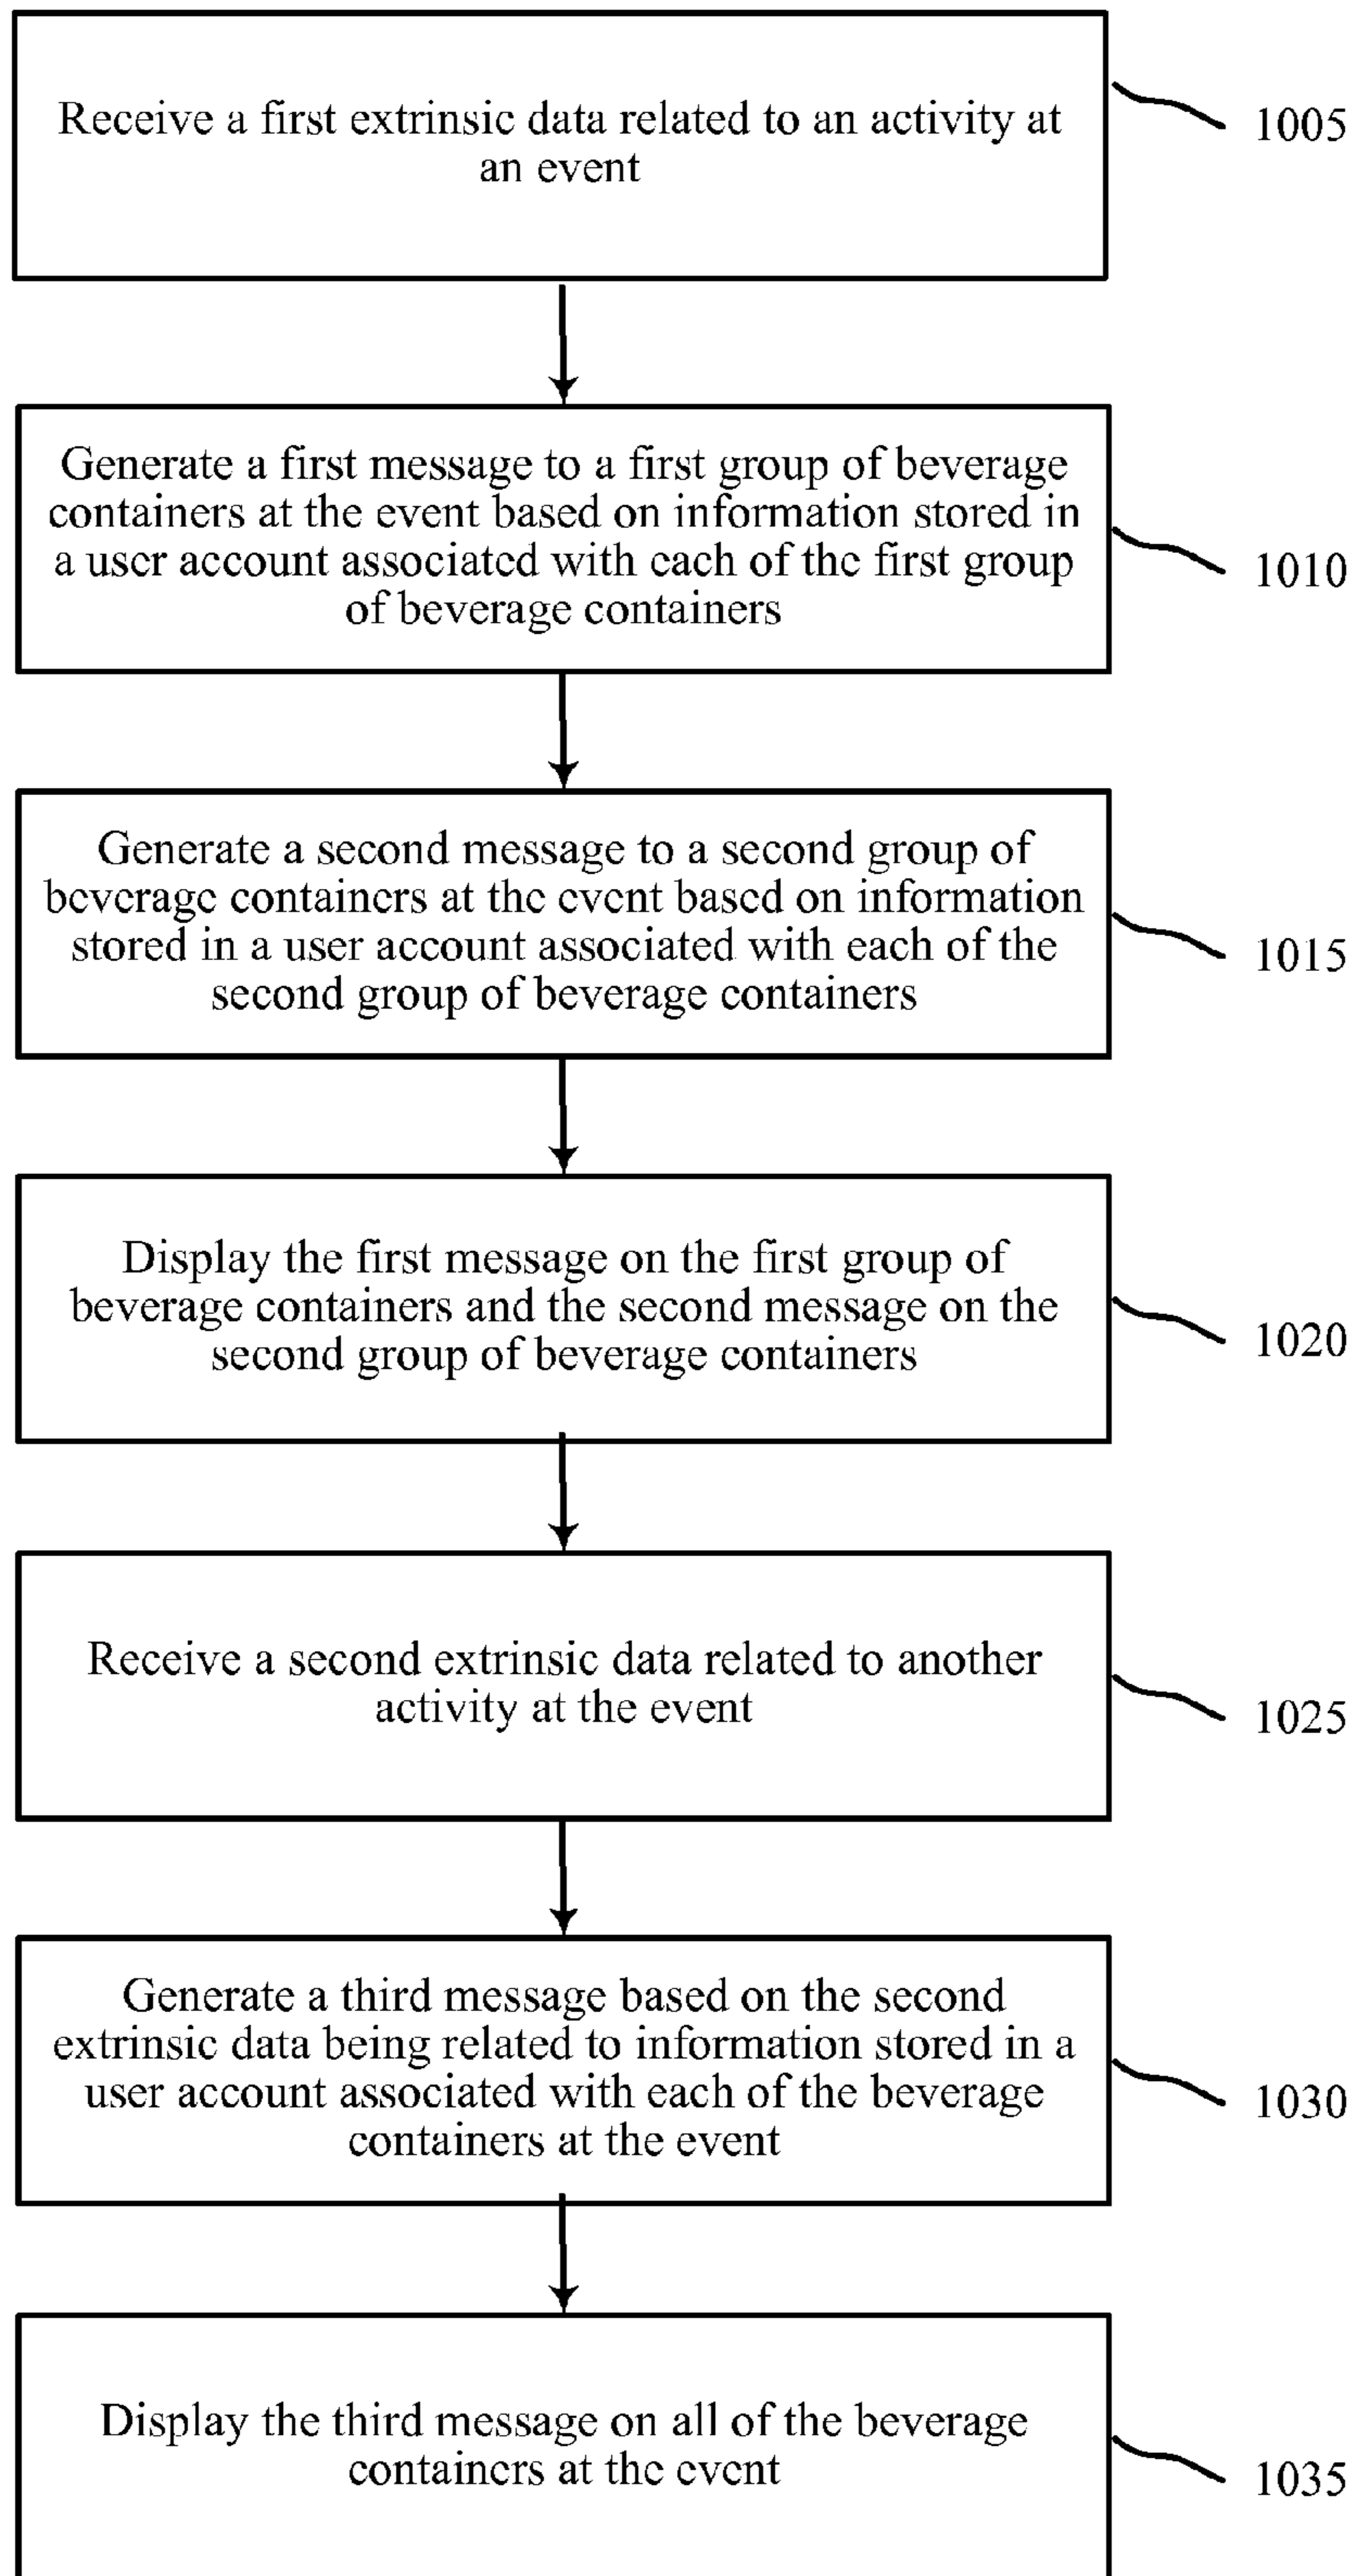 Receive a first extrinsic data related to an activity at
an event
1005
Generate a first message to a first group of beverage
containers at the event based on information stored in
a user account associated with each of the first group
of beverage containers
1010
Generate a second message to a second group of
beverage containers at the event based on information
stored in a user account associated with each of the
second group of beverage containers
1015
Display the first message on the first group of
beverage containers and the second message on the
second group of beverage containers
1020
Receive a second extrinsic data related to another
activity at the event
1025
Generate a third message based on the second
extrinsic data being related to information stored in a
user account associated with each of the beverage
containers at the event
1030
Display the third message on all of the beverage
containers at the event
1035